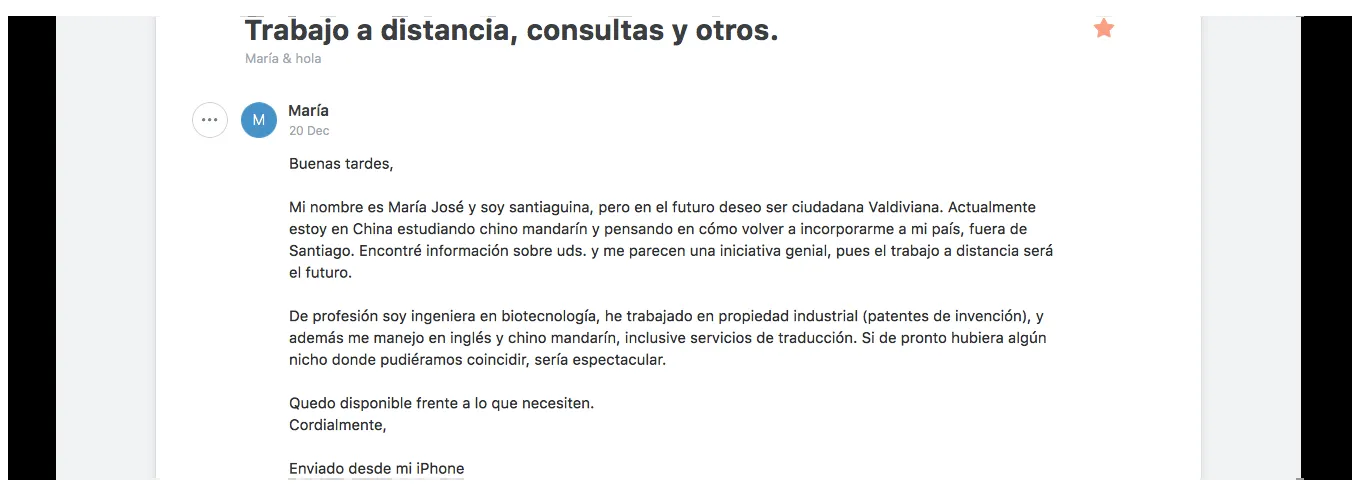 Trabajo a distancia, consultas y otros.
María & hola
M
María
20 Dec
Buenas tardes,
Mi nombre es María José y soy santiaguina, pero en el futuro deseo ser ciudadana Valdiviana. Actualmente
estoy en China estudiando chino mandarín y pensando en cómo volver a incorporarme a mi país, fuera de
Santiago. Encontré información sobre uds. y me parecen una iniciativa genial, pues el trabajo a distancia será
el futuro.
De profesión soy ingeniera en biotecnología, he trabajado en propiedad industrial (patentes de invención), y
además me manejo en inglés y chino mandarín, inclusive servicios de traducción. Si de pronto hubiera algún
nicho donde pudiéramos coincidir, sería espectacular.
Quedo disponible frente a lo que necesiten.
Cordialmente,
Enviado desde mi iPhone